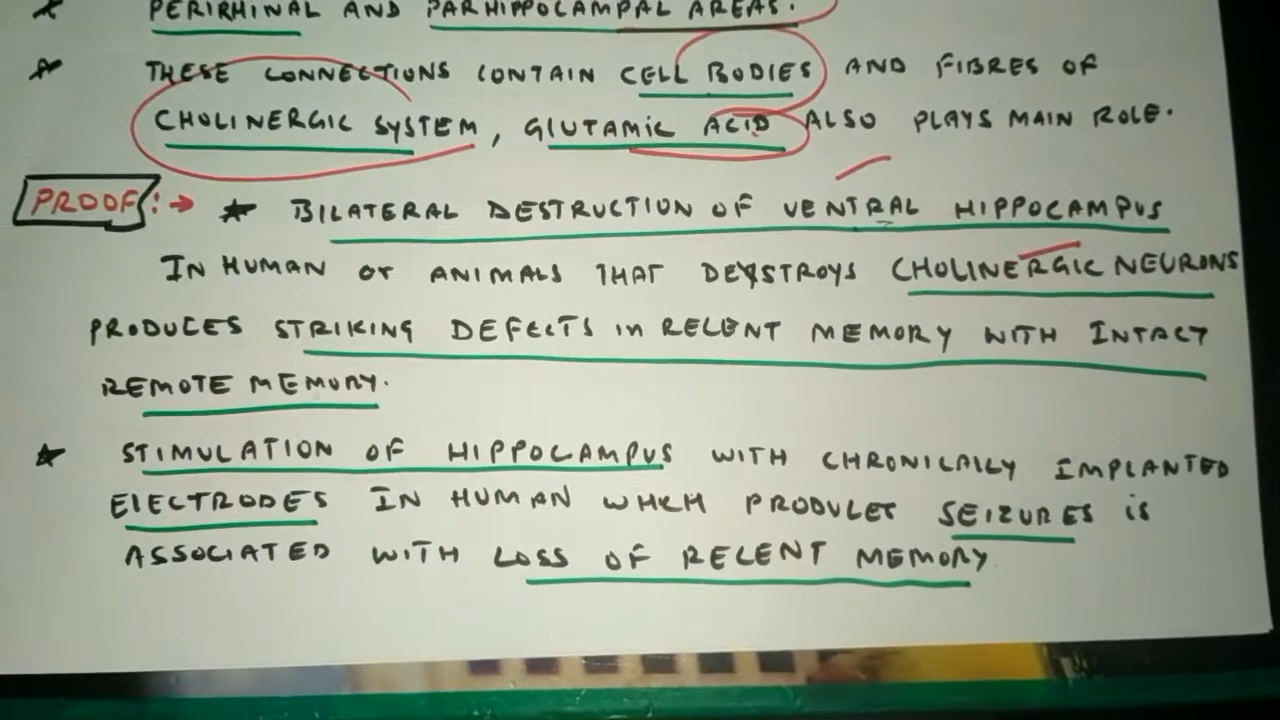 PERIRHINAL AND PARHIPPOCAMPAL AREAS.
THESE CONNECTIONS CONTAIN CELL BODIES AND FIBRES OF
CHOLINERGIC SYSTEM, GLUTAMIC ACID ALSO PLAYS MAIN ROLE.
PROOF:→ ★ BILATERAL DESTRUCTION OF VENTRAL HIPPOCAMPUS
IN HUMAN or ANIMALS THAT DEYSTROYS CHOLINERGIC NEURONS
PRODUCES STRIKING DEFECTS in RECENT MEMORY WITH INTACT
REMOTE MEMORY.
★ STIMULATION OF HIPPOCAMPUS WITH CHRONICALLY IMPLANTED
ELECTRODES IN HUMAN WHICH PRODUCES SEIZURES is
ASSOCIATED WITH LOSS OF RECENT MEMORY